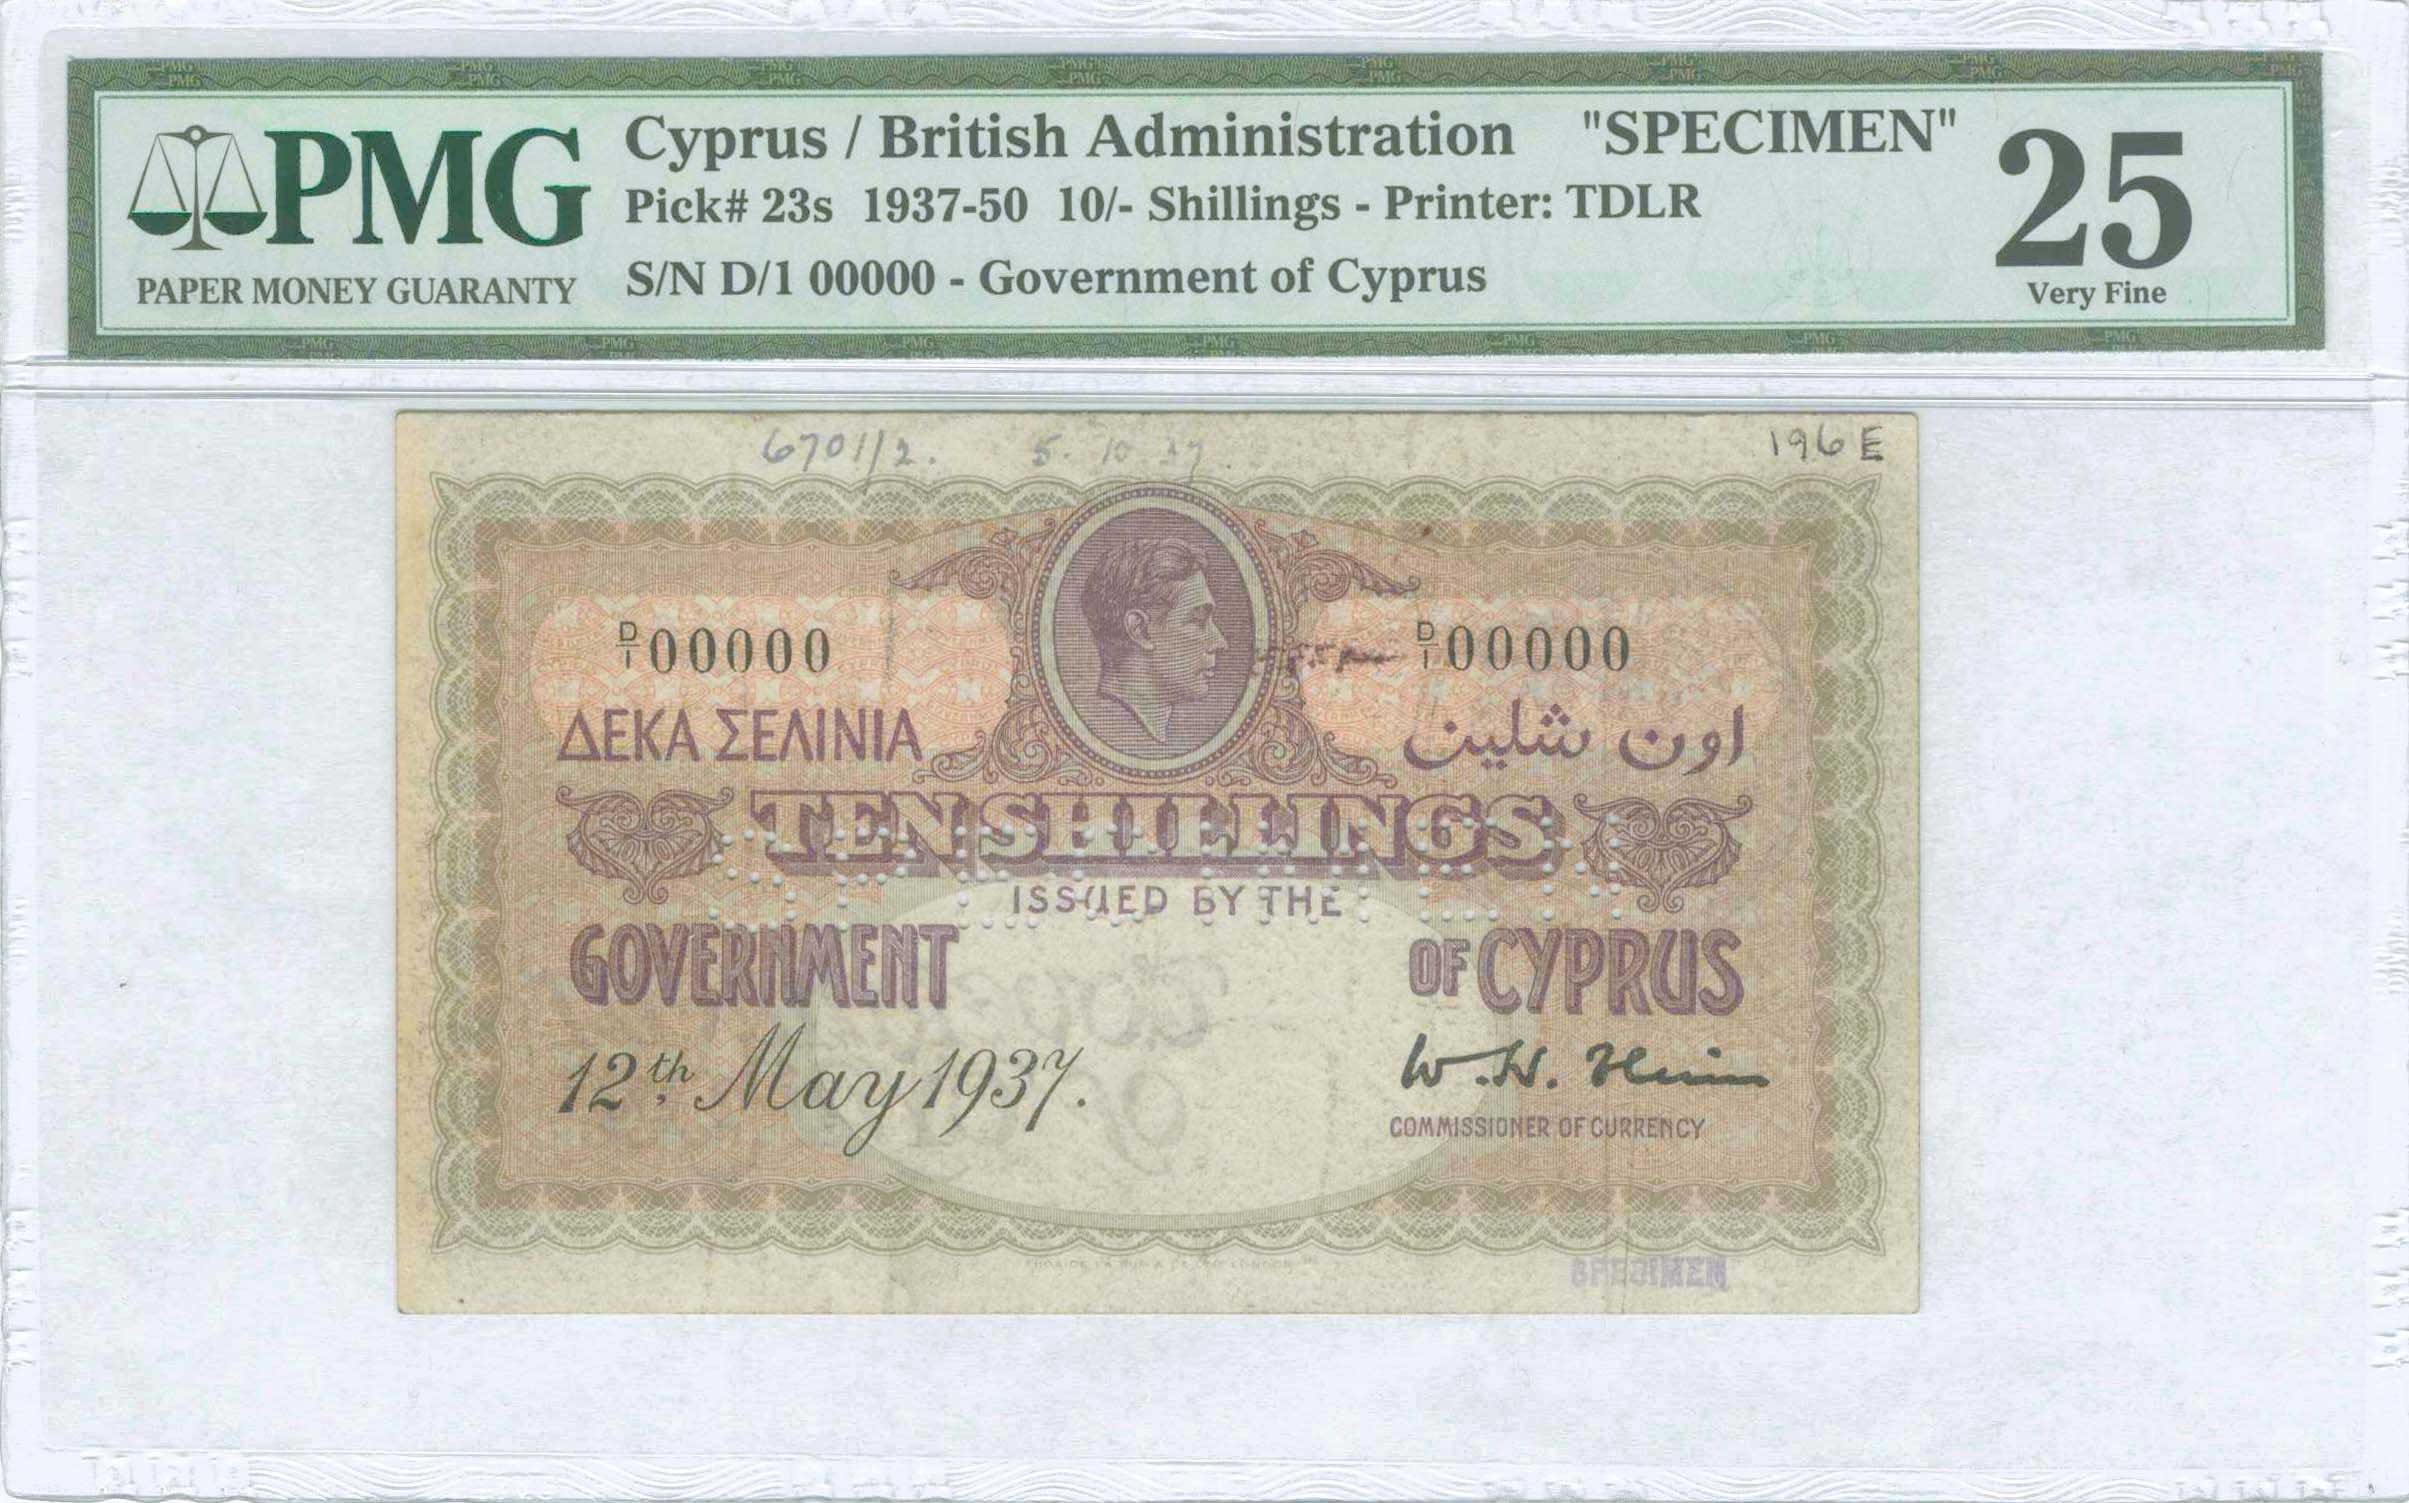 PMG
PAPER MONEY GUARANTY
Cyprus / British Administration "SPECIMEN"
Pick# 23s 1937-50 10/- Shillings - Printer: TDLR
S/N D/1 00000 - Government of Cyprus
25
Very Fine
6701/2. 5. 10 37.
196 E
D/1 00000
D/1 00000
ΔΕΚΑ ΣΕΛΙΝΙΑ
اون شلين
TEN SHILLINGS
ISSUED BY THE
GOVERNMENT OF CYPRUS
12th, May 1937.
W. H.
COMMISSIONER OF CURRENCY
SPECIMEN